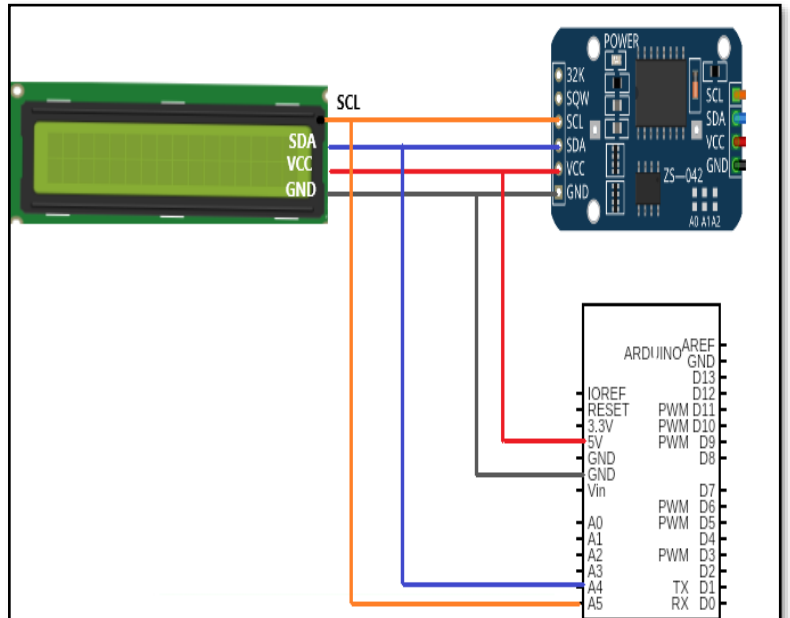 SCL
SDA
VCC
GND
POWER
32K
SQW
SCL
SDA
VCC
GND
SCL
SDA
VCC
GND
ZS-042
A0 A1 A2
ARDUINO
IOREF
RESET
3.3V
5V
GND
GND
Vin
A0
A1
A2
A3
A4
A5
AREF
GND
D13
D12
PWM D11
PWM D10
PWM D9
D8
D7
PWM D6
PWM D5
D4
PWM D3
D2
TX D1
RX D0